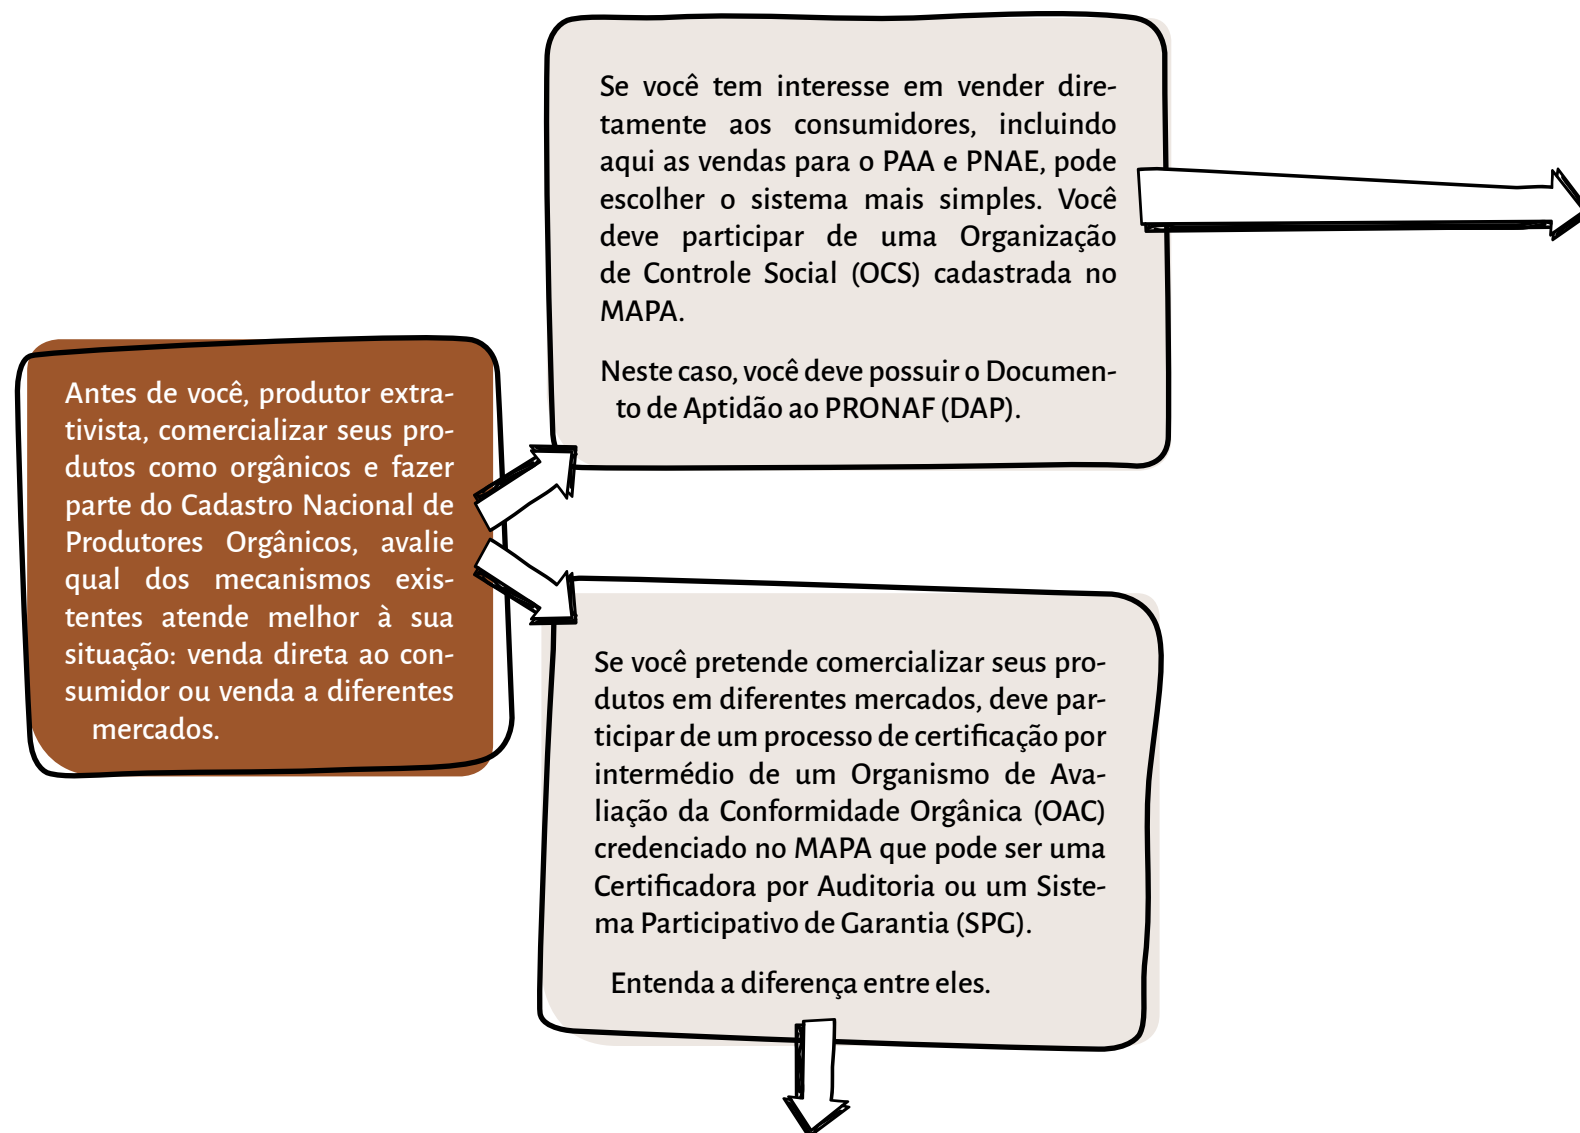 Antes de você, produtor extra-
tivista, comercializar seus pro-
dutos como orgânicos e fazer
parte do Cadastro Nacional de
Produtores Orgânicos, avalie
qual dos mecanismos exis-
tentes atende melhor à sua
situação: venda direta ao con-
sumidor ou venda a diferentes
mercados.
Se você tem interesse em vender dire-
tamente aos consumidores, incluindo
aqui as vendas para o PAA e PNAE, pode
escolher o sistema mais simples. Você
deve participar de uma Organização
de Controle Social (OCS) cadastrada no
MAPA.
Neste caso, você deve possuir o Documen-
to de Aptidão ao PRONAF (DAP).
Se você pretende comercializar seus pro-
dutos em diferentes mercados, deve par-
ticipar de um processo de certificação por
intermédio de um Organismo de Ava-
liação da Conformidade Orgânica (OAC)
credenciado no MAPA que pode ser uma
Certificadora por Auditoria ou um Siste-
ma Participativo de Garantia (SPG).
Entenda a diferença entre eles.